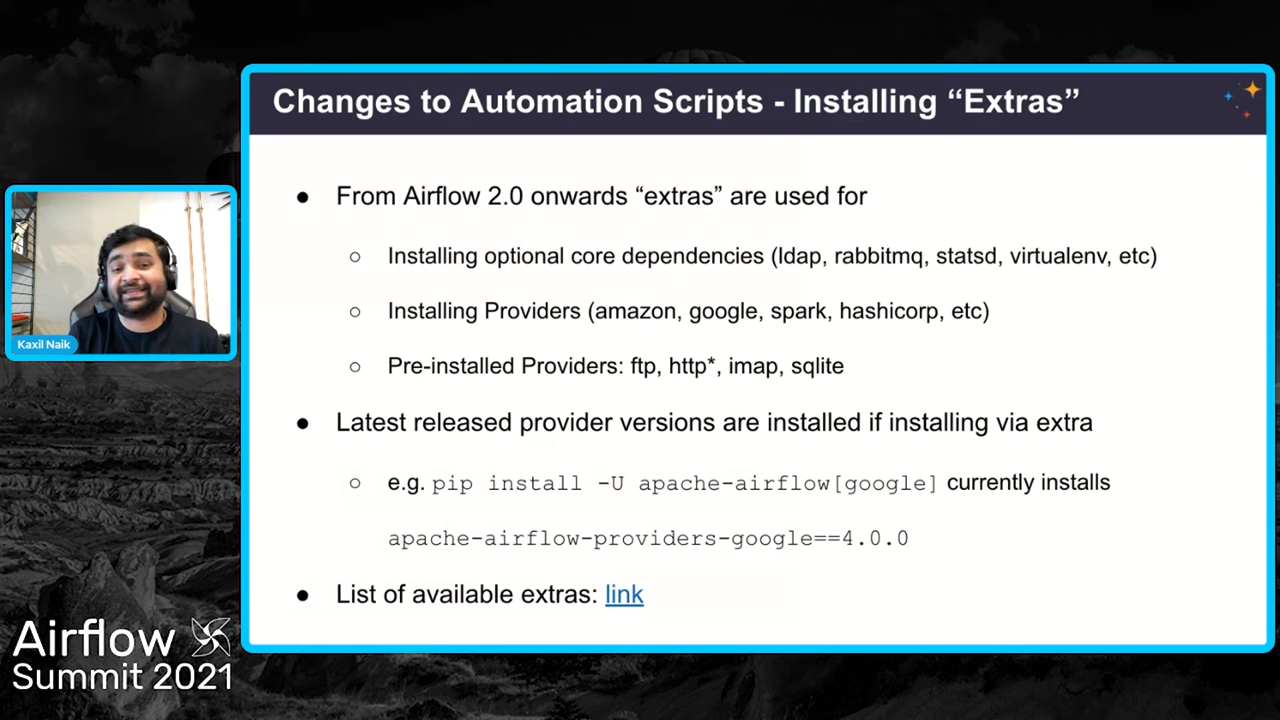 Changes to Automation Scripts - Installing “Extras”
● From Airflow 2.0 onwards “extras” are used for
○ Installing optional core dependencies (ldap, rabbitmq, statsd, virtualenv, etc)
○ Installing Providers (amazon, google, spark, hashicorp, etc)
○ Pre-installed Providers: ftp, http*, imap, sqlite
● Latest released provider versions are installed if installing via extra
○ e.g. pip install -U apache-airflow[google] currently installs
apache-airflow-providers-google==4.0.0
● List of available extras: link
Kaxil Naik
Airflow
Summit 2021